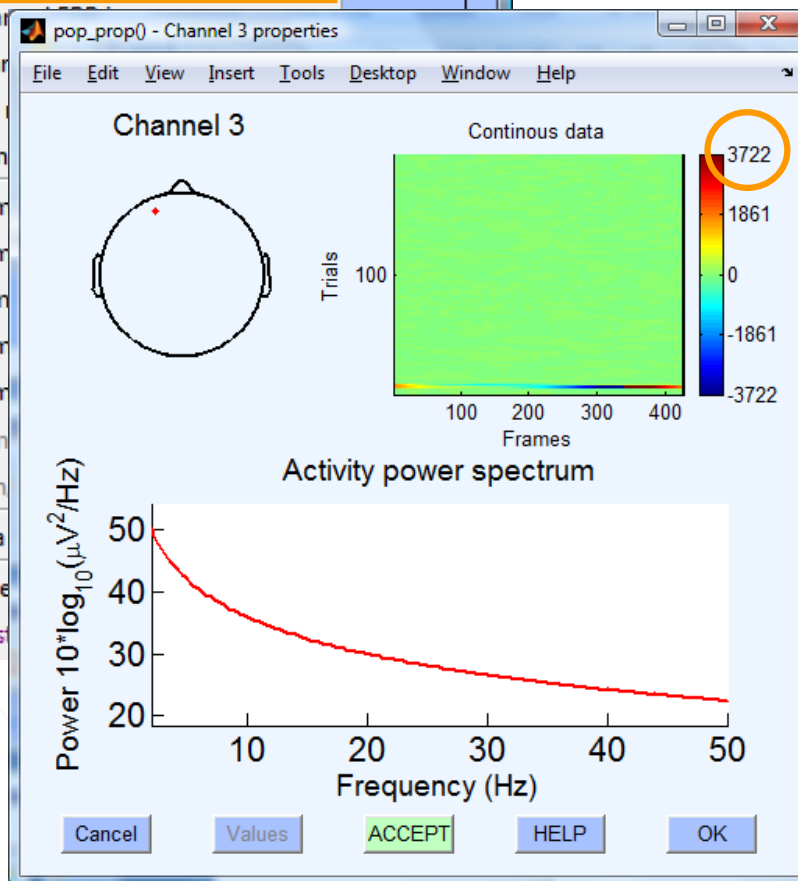 pop_prop() - Channel 3 properties
File Edit View Insert Tools Desktop Window Help
Channel 3
Continous data
Trials
100
100 200 300 400
Frames
3722
1861
0
-1861
-3722
Activity power spectrum
Power 10*log₁₀(μV²/Hz)
50
40
30
20
10 20 30 40 50
Frequency (Hz)
Cancel Values ACCEPT HELP OK